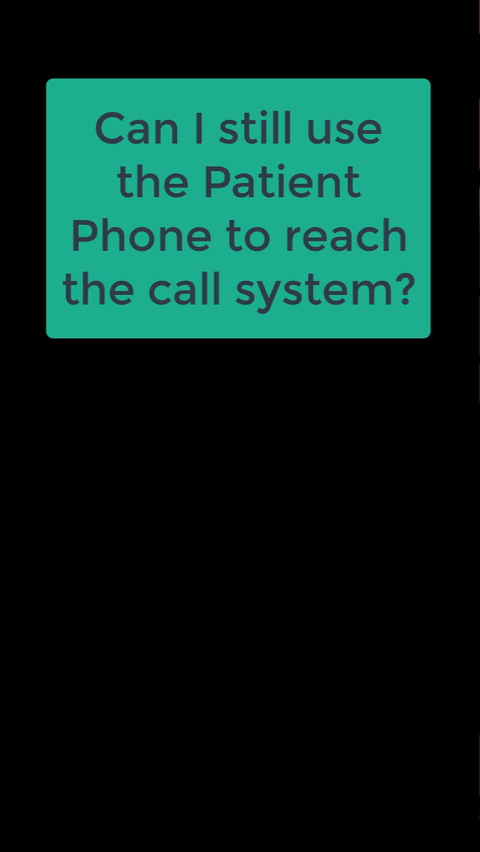 Can I still use
the Patient
Phone to reach
the call system?